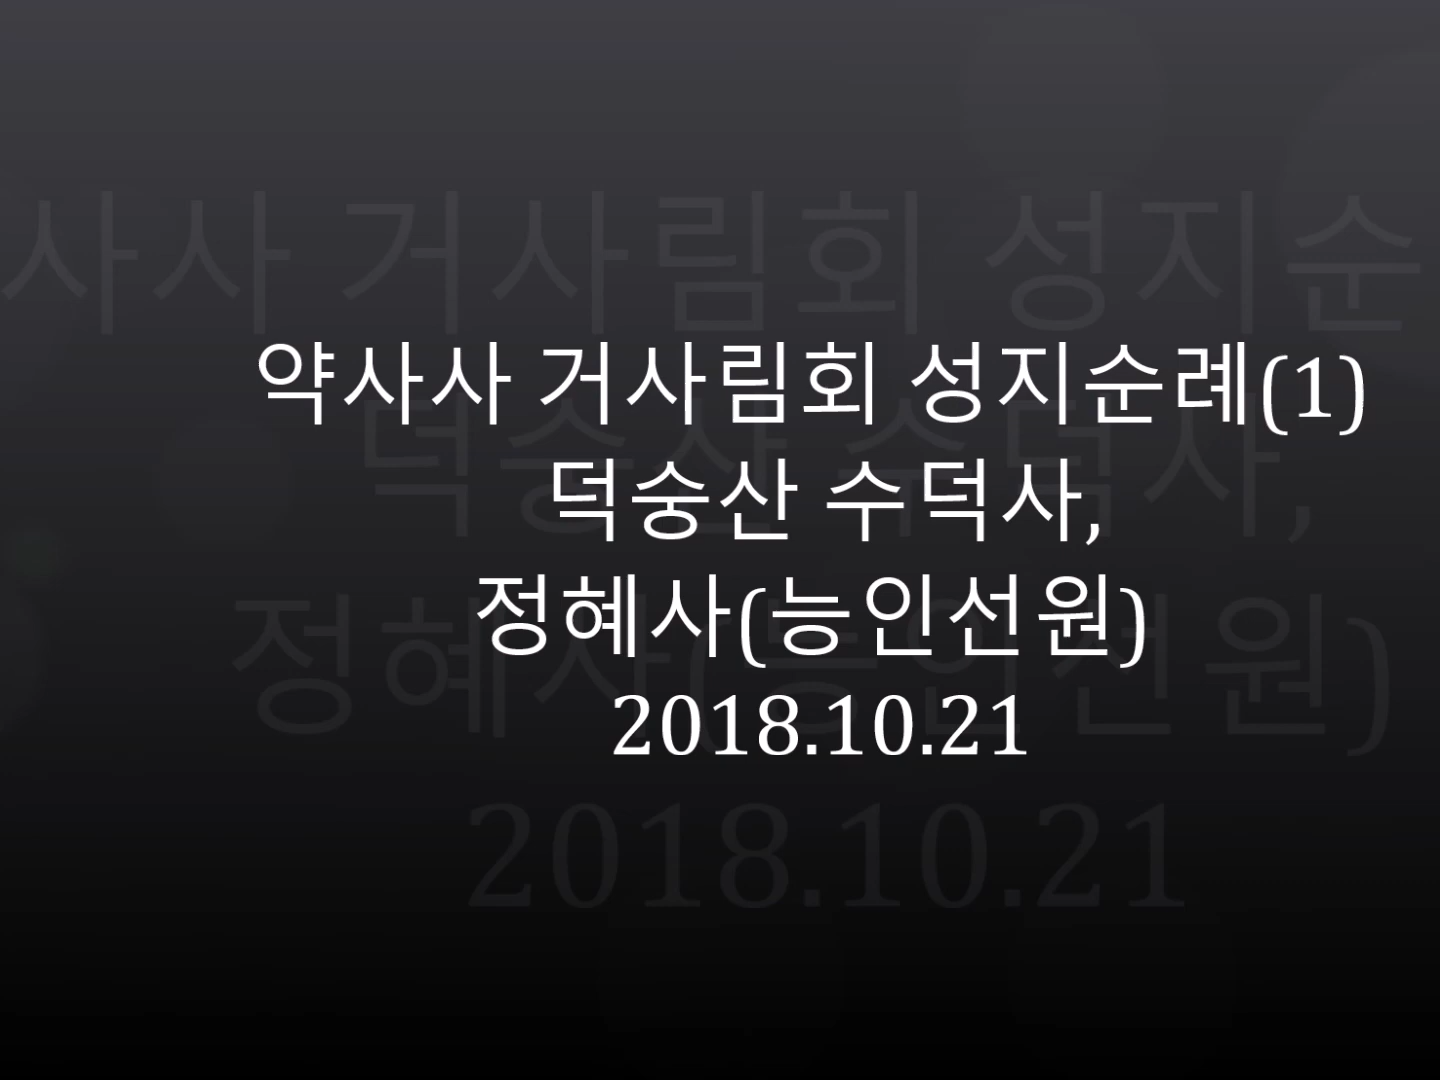 약사사 거사림회 성지순례(1)
덕숭산 수덕사,
정혜사(능인선원)
2018.10.21